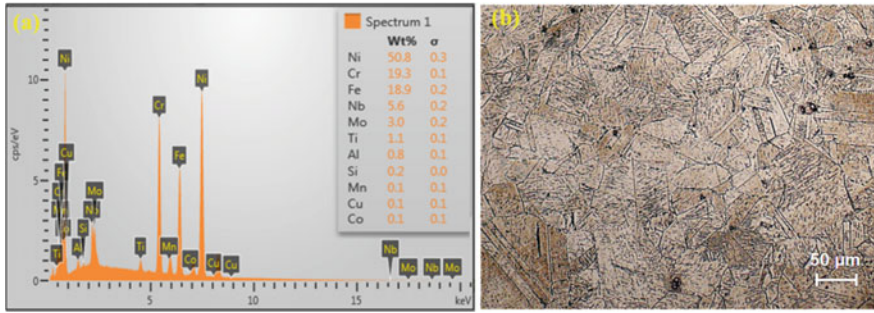 (a)
Spectrum 1
Wt% σ
Ni 50.8 0.3
Cr 19.3 0.1
Fe 18.9 0.2
Nb 5.6 0.2
Mo 3.0 0.2
Ti 1.1 0.1
Al 0.8 0.1
Si 0.2 0.0
Mn 0.1 0.1
Cu 0.1 0.1
Co 0.1 0.1
cps/eV
10
5
0
Ni
Cu
Fe
Mo
Nb
Al
Si
Ti
Cr
Ti
Mn
Fe
Co
Ni
Cu
Cu
Nb
Mo
Nb
Mo
5 10 15 keV
(b)
50 μm